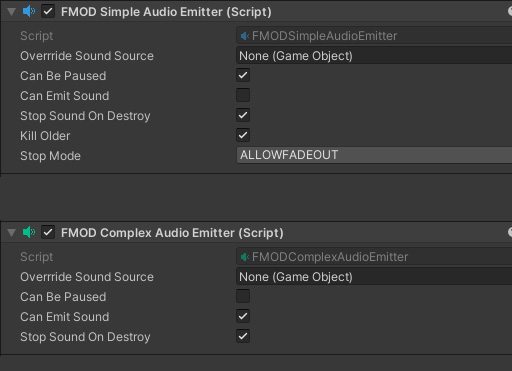 FMOD Simple Audio Emitter (Script)
Script FMODSimpleAudioEmitter
Overrride Sound Source None (Game Object)
Can Be Paused
Can Emit Sound
Stop Sound On Destroy
Kill Older
Stop Mode ALLOWFADEOUT
FMOD Complex Audio Emitter (Script)
Script FMODComplexAudioEmitter
Overrride Sound Source None (Game Object)
Can Be Paused
Can Emit Sound
Stop Sound On Destroy